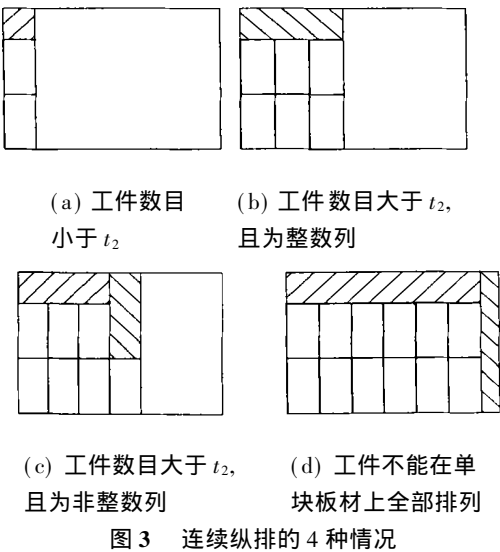 (a) 工件数目
小于 t₂
(b) 工件数目大于 t₂,
且为整数列
(c) 工件数目大于 t₂,
且为非整数列
(d) 工件不能在单
块板材上全部排列
图 3 连续纵排的 4 种情况